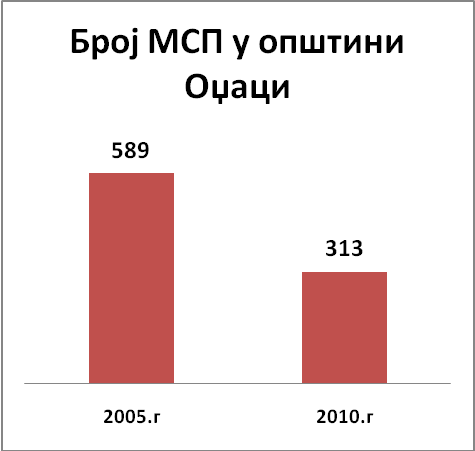 Број МСП у општини
Оџаци
589
313
2005.г
2010.г